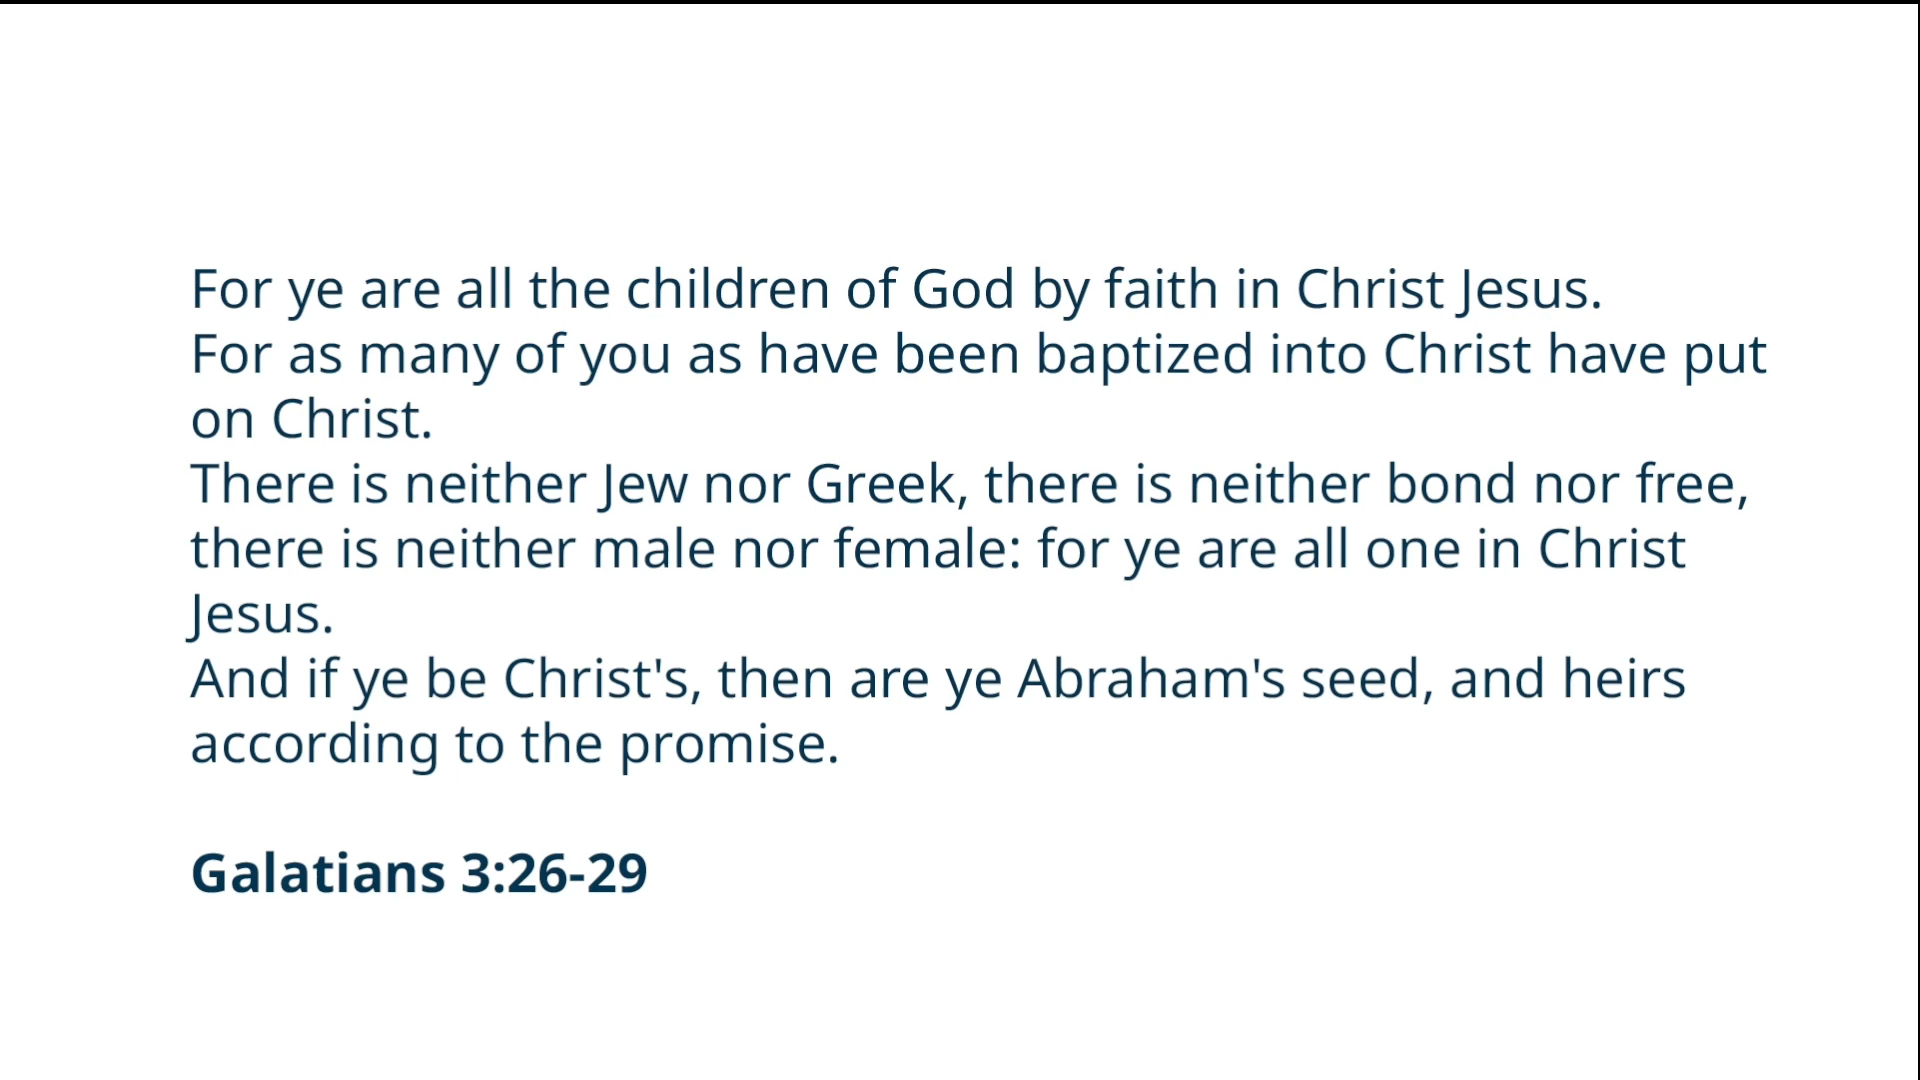 For ye are all the children of God by faith in Christ Jesus.
For as many of you as have been baptized into Christ have put
on Christ.
There is neither Jew nor Greek, there is neither bond nor free,
there is neither male nor female: for ye are all one in Christ
Jesus.
And if ye be Christ's, then are ye Abraham's seed, and heirs
according to the promise.
Galatians 3:26-29